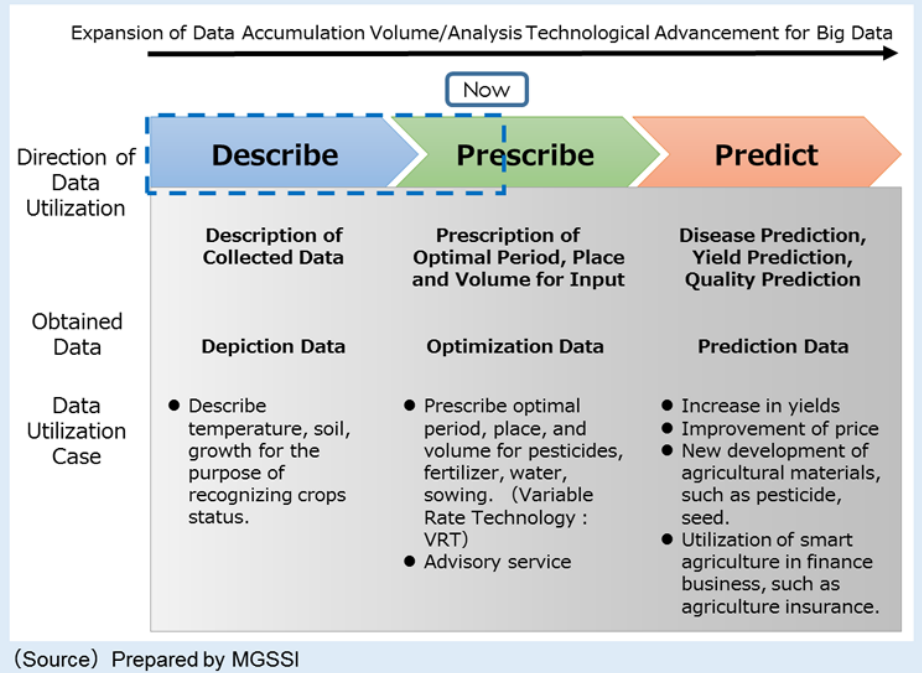 Expansion of Data Accumulation Volume/Analysis Technological Advancement for Big Data
Now
Direction of
Data
Utilization
Describe
Prescribe
Predict
Description of
Collected Data
Prescription of
Optimal Period, Place
and Volume for Input
Disease Prediction,
Yield Prediction,
Quality Prediction
Obtained
Data
Depiction Data
Optimization Data
Prediction Data
Data
Utilization
Case
● Describe
temperature, soil,
growth for the
purpose of
recognizing crops
status.
● Prescribe optimal
period, place, and
volume for pesticides,
fertilizer, water,
sowing. （Variable
Rate Technology :
VRT）
● Advisory service
● Increase in yields
● Improvement of price
● New development of
agricultural materials,
such as pesticide,
seed.
● Utilization of smart
agriculture in finance
business, such as
agriculture insurance.
（Source）Prepared by MGSSI